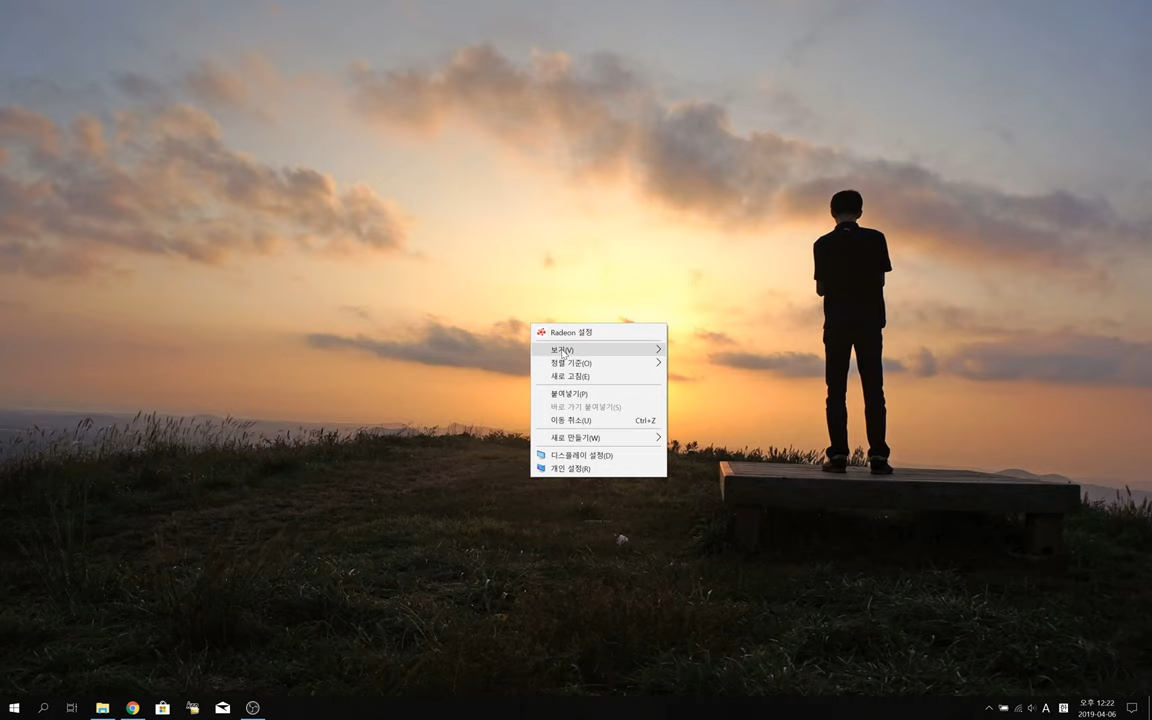 Radeon 설정
보기(V)
정렬 기준(O)
새로 고침(E)
붙여넣기(P)
바로 가기 붙여넣기(S)
이동 취소(U) Ctrl+Z
새로 만들기(W)
디스플레이 설정(D)
개인 설정(R)
A
오후 12:22
2019-04-06